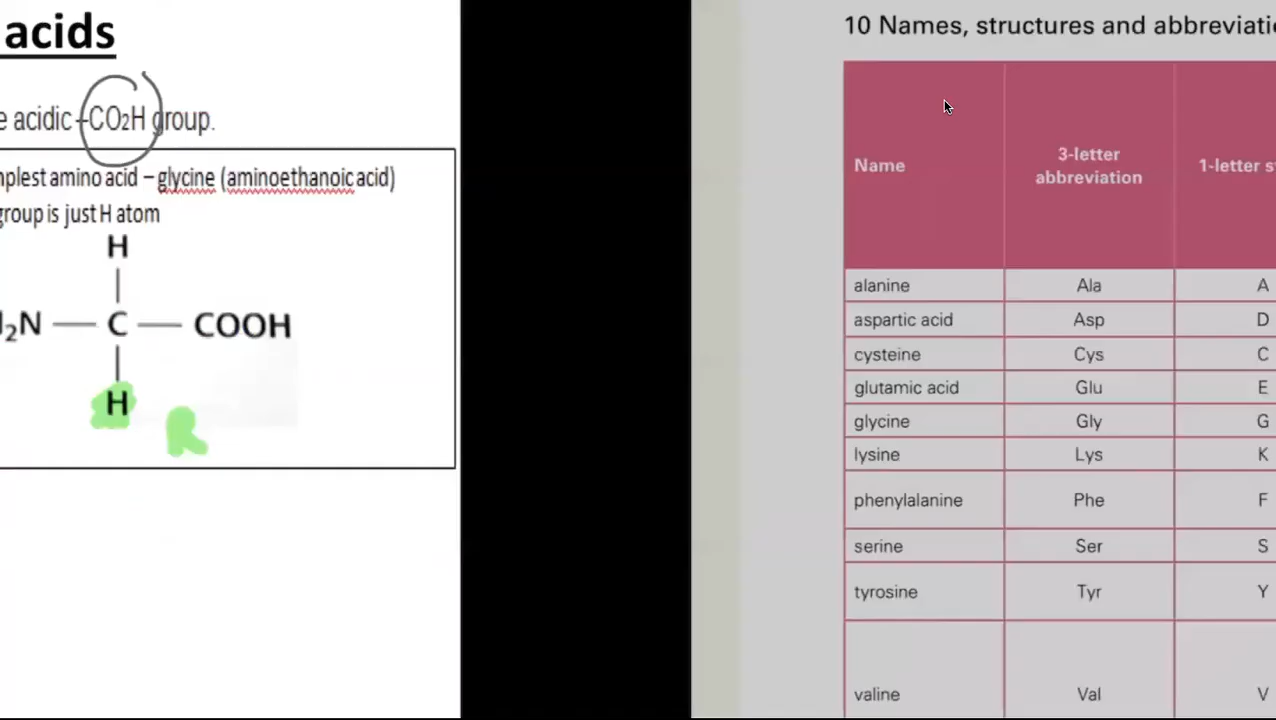 acids
e acidic -CO2H group.
nplest amino acid – glycine (aminoethanoic acid)
group is just H atom
H
2N — C — COOH
H
R
10 Names, structures and abbreviati
Name
3-letter
abbreviation
1-letter s
alanine Ala A
aspartic acid Asp D
cysteine Cys C
glutamic acid Glu E
glycine Gly G
lysine Lys K
phenylalanine Phe F
serine Ser S
tyrosine Tyr Y
valine Val V